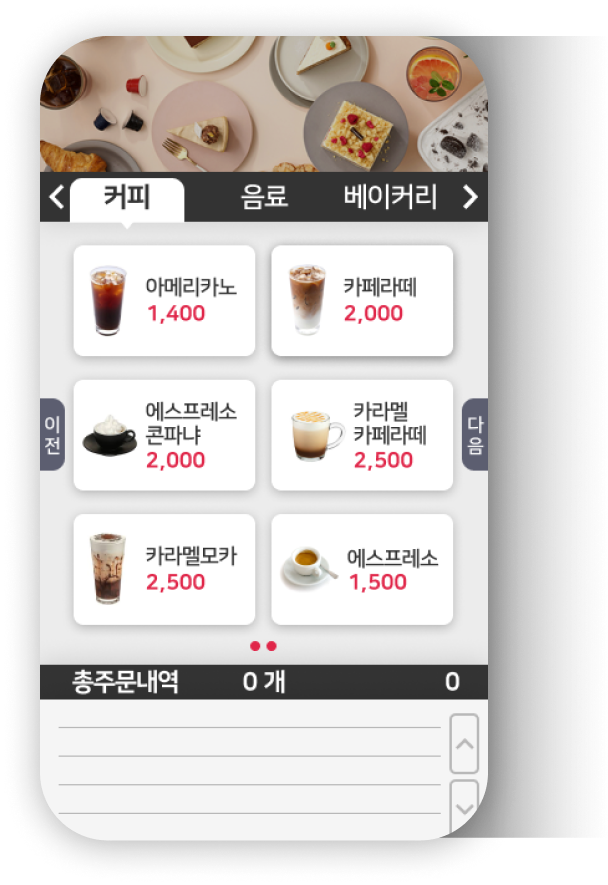 커피 음료 베이커리
아메리카노
1,400
카페라떼
2,000
에스프레소
콘파냐
2,000
카라멜
카페라떼
2,500
이전
다음
카라멜모카
2,500
에스프레소
1,500
총주문내역 0 개 0